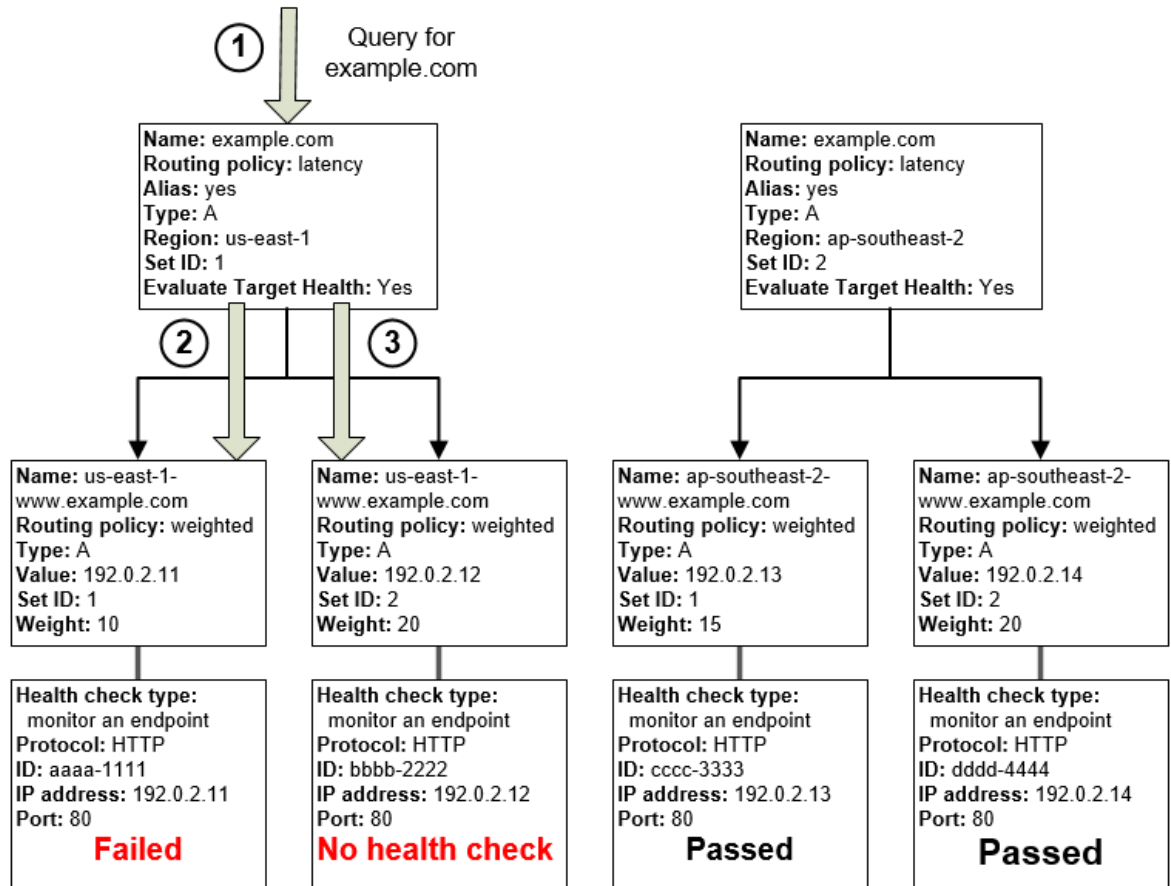 1
Query for
example.com
Name: example.com
Routing policy: latency
Alias: yes
Type: A
Region: us-east-1
Set ID: 1
Evaluate Target Health: Yes
Name: example.com
Routing policy: latency
Alias: yes
Type: A
Region: ap-southeast-2
Set ID: 2
Evaluate Target Health: Yes
2
3
Name: us-east-1-
www.example.com
Routing policy: weighted
Type: A
Value: 192.0.2.11
Set ID: 1
Weight: 10
Name: us-east-1-
www.example.com
Routing policy: weighted
Type: A
Value: 192.0.2.12
Set ID: 2
Weight: 20
Name: ap-southeast-2-
www.example.com
Routing policy: weighted
Type: A
Value: 192.0.2.13
Set ID: 1
Weight: 15
Name: ap-southeast-2-
www.example.com
Routing policy: weighted
Type: A
Value: 192.0.2.14
Set ID: 2
Weight: 20
Health check type:
monitor an endpoint
Protocol: HTTP
ID: aaaa-1111
IP address: 192.0.2.11
Port: 80
Failed
Health check type:
monitor an endpoint
Protocol: HTTP
ID: bbbb-2222
IP address: 192.0.2.12
Port: 80
No health check
Health check type:
monitor an endpoint
Protocol: HTTP
ID: cccc-3333
IP address: 192.0.2.13
Port: 80
Passed
Health check type:
monitor an endpoint
Protocol: HTTP
ID: dddd-4444
IP address: 192.0.2.14
Port: 80
Passed